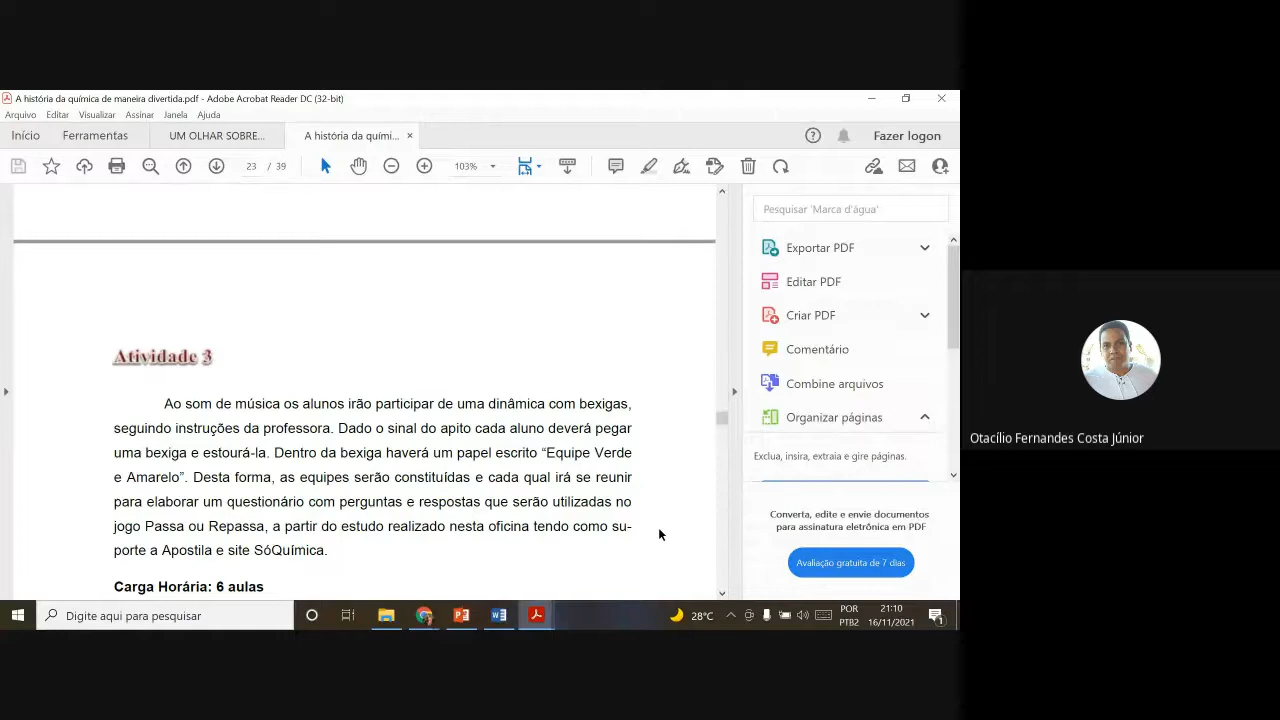 A história da química de maneira divertida.pdf - Adobe Acrobat Reader DC (32-bit)
Arquivo Editar Visualizar Assinar Janela Ajuda
Início Ferramentas UM OLHAR SOBRE... A história da quími... × Fazer logon
23 / 39 103%
Pesquisar 'Marca d'água'
Exportar PDF
Editar PDF
Criar PDF
Comentário
Combine arquivos
Organizar páginas
Exclua, insira, extraia e gire páginas.
Converta, edite e envie documentos
para assinatura eletrônica em PDF
Avaliação gratuita de 7 dias
Atividade 3
Ao som de música os alunos irão participar de uma dinâmica com bexigas,
seguindo instruções da professora. Dado o sinal do apito cada aluno deverá pegar
uma bexiga e estourá-la. Dentro da bexiga haverá um papel escrito “Equipe Verde
e Amarelo”. Desta forma, as equipes serão constituídas e cada qual irá se reunir
para elaborar um questionário com perguntas e respostas que serão utilizadas no
jogo Passa ou Repassa, a partir do estudo realizado nesta oficina tendo como su-
porte a Apostila e site SóQuímica.
Carga Horária: 6 aulas
Otacílio Fernandes Costa Júnior
Digite aqui para pesquisar
28°C
POR
PTB2
21:10
16/11/2021
1